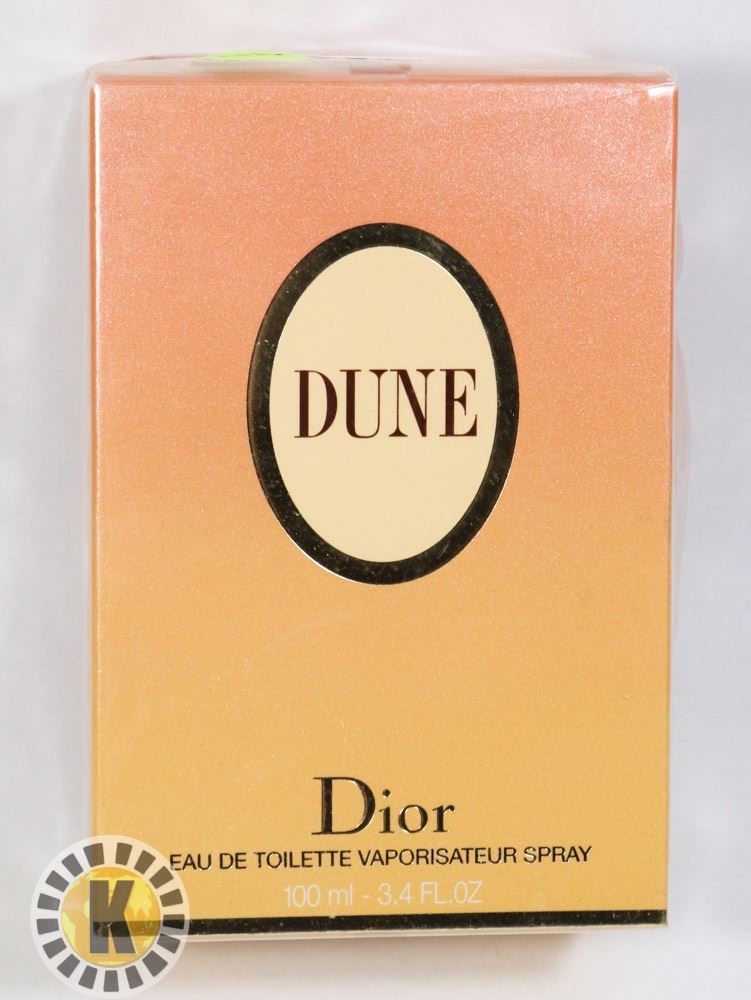 DUNE
Dior
EAU DE TOILETTE VAPORISATEUR SPRAY
100 ml - 3.4 FL.OZ
K